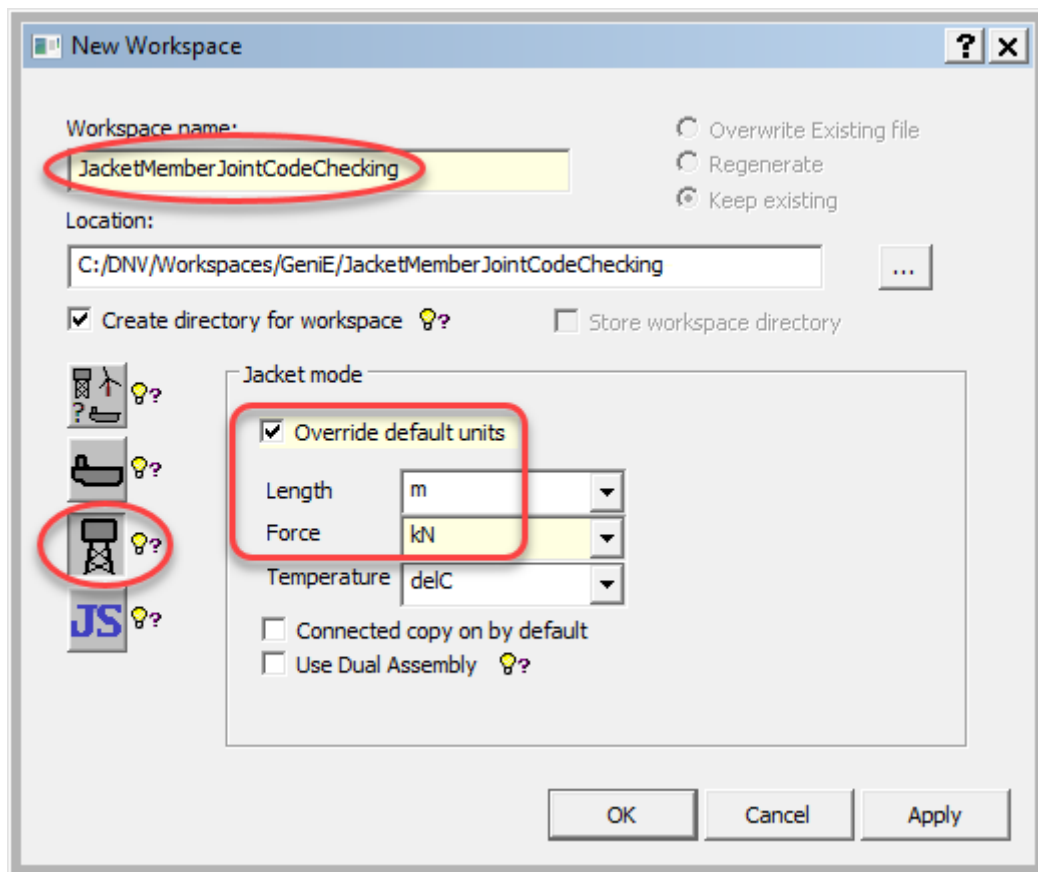 New Workspace
Workspace name:
JacketMemberJointCodeChecking
Overwrite Existing file
Regenerate
Keep existing
Location:
C:/DNV/Workspaces/GeniE/JacketMemberJointCodeChecking
...
Create directory for workspace
Store workspace directory
Jacket mode
Override default units
Length m
Force kN
Temperature delC
JS
Connected copy on by default
Use Dual Assembly
OK Cancel Apply